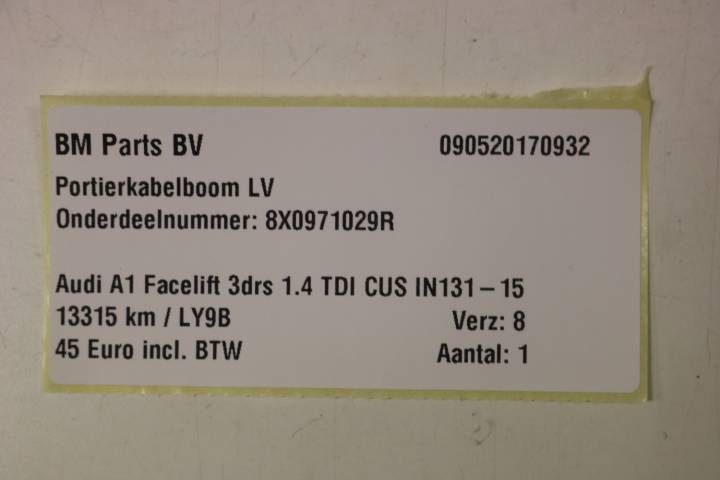 BM Parts BV 090520170932
Portierkabelboom LV
Onderdeelnummer: 8X0971029R
Audi A1 Facelift 3drs 1.4 TDI CUS IN131 – 15
13315 km / LY9B Verz: 8
45 Euro incl. BTW Aantal: 1